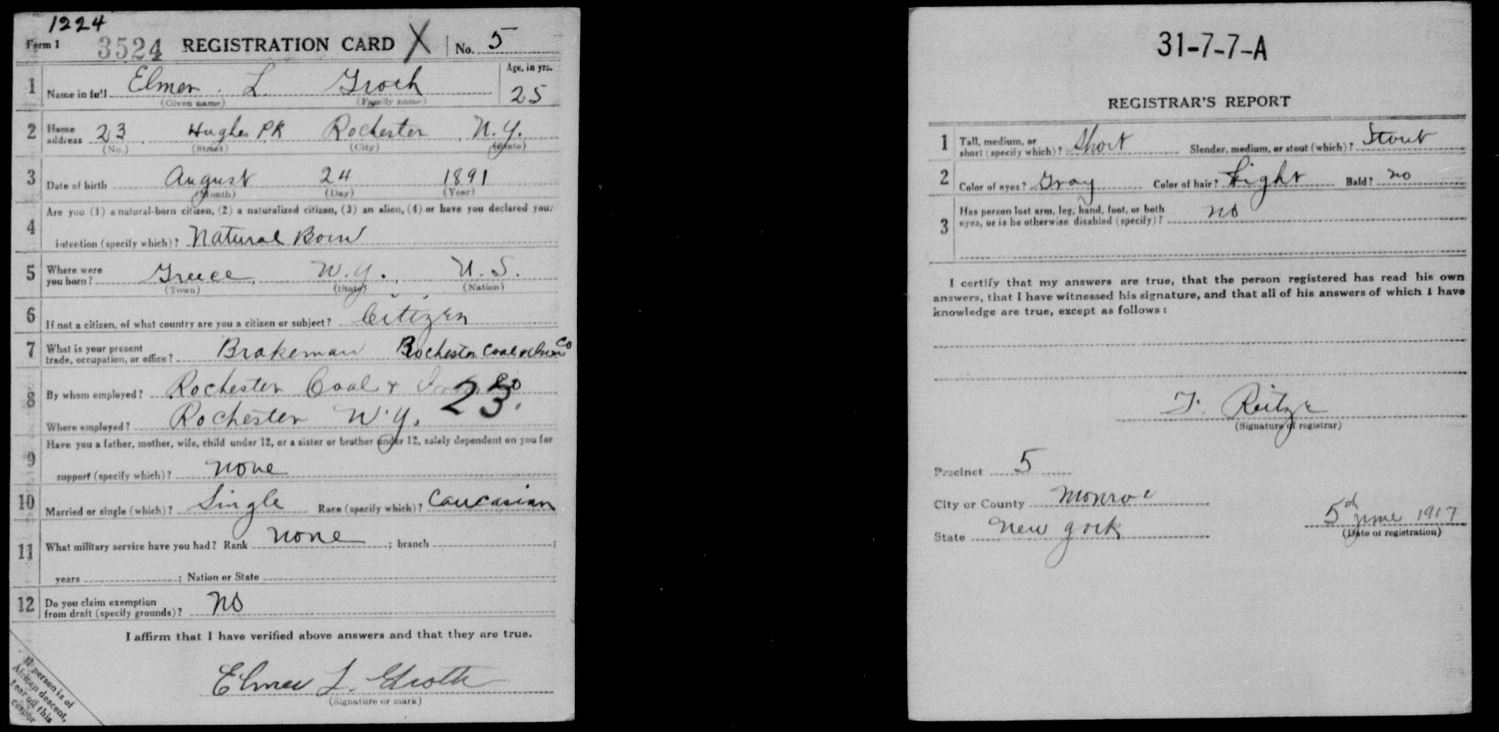 1224
Form 1 3524 REGISTRATION CARD X No. 5
1 Name in full Elmer L. Groth Age, in yrs. 25
(Given name) (Family name)
2 Home address 23 Hughes PK Rochester N.Y.
(No.) (Street) (City) (State)
3 Date of birth August 24 1891
(Month) (Day) (Year)
4 Are you (1) a natural-born citizen, (2) a naturalized citizen, (3) an alien, (4) or have you declared your
intention (specify which)? Natural Born
5 Where were you born? Greece, N.Y., U.S.
(Town) (State) (Nation)
6 If not a citizen, of what country are you a citizen or subject? Citizen
7 What is your present
trade, occupation, or office? Brakeman Rochester Coal & Iron Co
8 By whom employed? Rochester Coal & Iron Co
Where employed? Rochester N.Y. 23.
9 Have you a father, mother, wife, child under 12, or a sister or brother under 12, solely dependent on you for
support (specify which)? none
10 Married or single (which)? Single Race (specify which)? Caucasian
11 What military service have you had? Rank none ; branch ;
years ; Nation or State
12 Do you claim exemption
from draft (specify grounds)? No
I affirm that I have verified above answers and that they are true.
Elmer L. Groth
(Signature or mark)
If person is of
African descent,
tear off this
corner
31-7-7-A
REGISTRAR'S REPORT
1 Tall, medium, or
short (specify which)? Short Slender, medium, or stout (which)? Stout
2 Color of eyes? Gray Color of hair? Light Bald? no
3 Has person lost arm, leg, hand, foot, or both
eyes, or is he otherwise disabled (specify)? no
I certify that my answers are true, that the person registered has read his own
answers, that I have witnessed his signature, and that all of his answers of which I have
knowledge are true, except as follows:
(Signature of registrar)
Precinct 5
City or County Monroe
State New York
5th June 1917
(Date of registration)